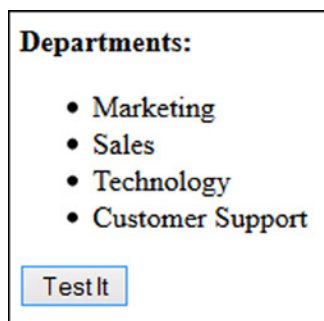 Departments:
Marketing
Sales
Technology
Customer Support
Test It